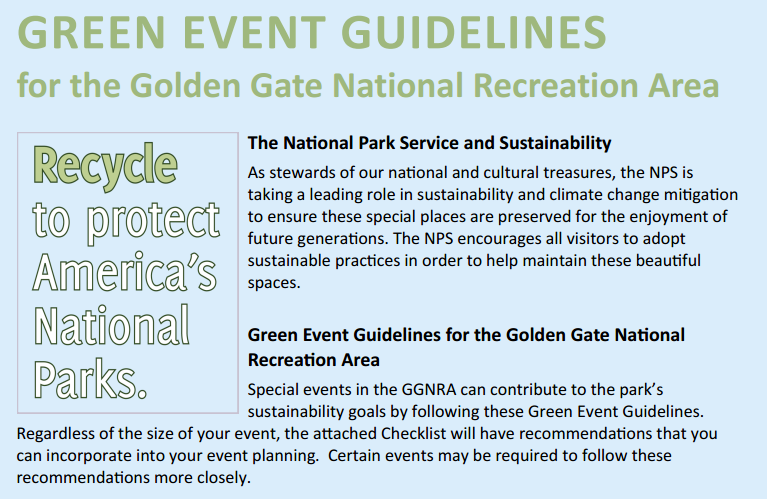 GREEN EVENT GUIDELINES
for the Golden Gate National Recreation Area
Recycle
to protect
America's
National
Parks.
The National Park Service and Sustainability
As stewards of our national and cultural treasures, the NPS is
taking a leading role in sustainability and climate change mitigation
to ensure these special places are preserved for the enjoyment of
future generations. The NPS encourages all visitors to adopt
sustainable practices in order to help maintain these beautiful
spaces.
Green Event Guidelines for the Golden Gate National
Recreation Area
Special events in the GGNRA can contribute to the park's
sustainability goals by following these Green Event Guidelines.
Regardless of the size of your event, the attached Checklist will have recommendations that you
can incorporate into your event planning.  Certain events may be required to follow these
recommendations more closely.